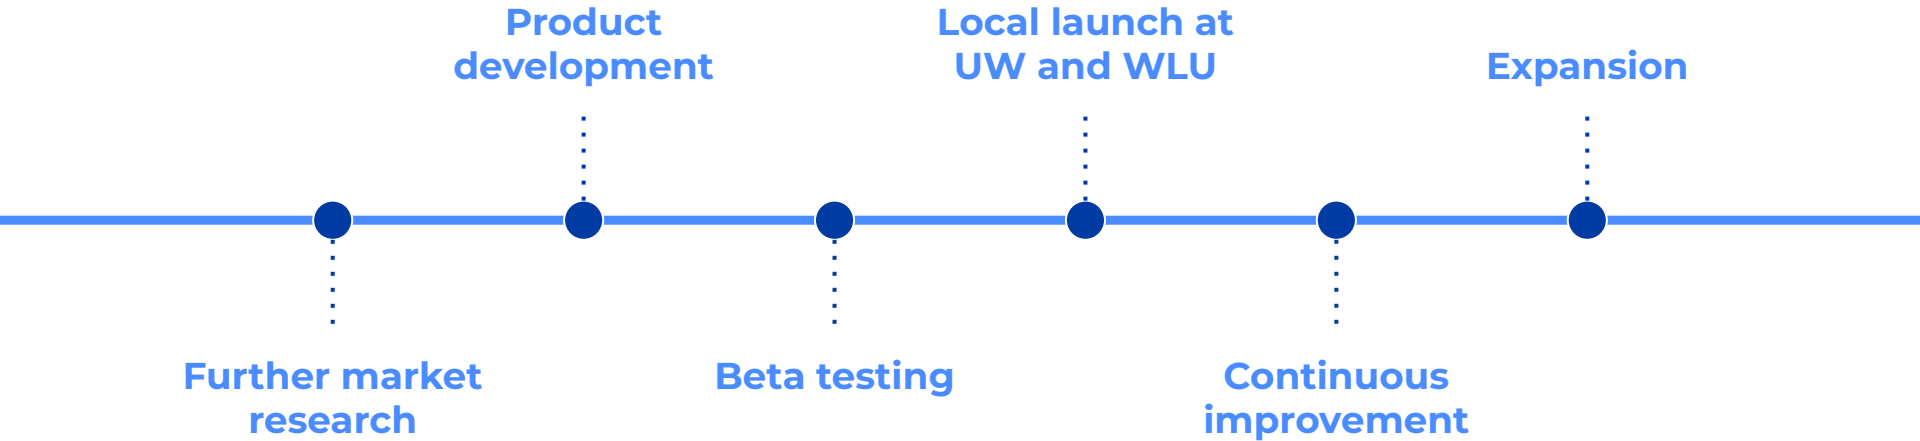 Product
development
Local launch at
UW and WLU
Expansion
Further market
research
Beta testing
Continuous
improvement